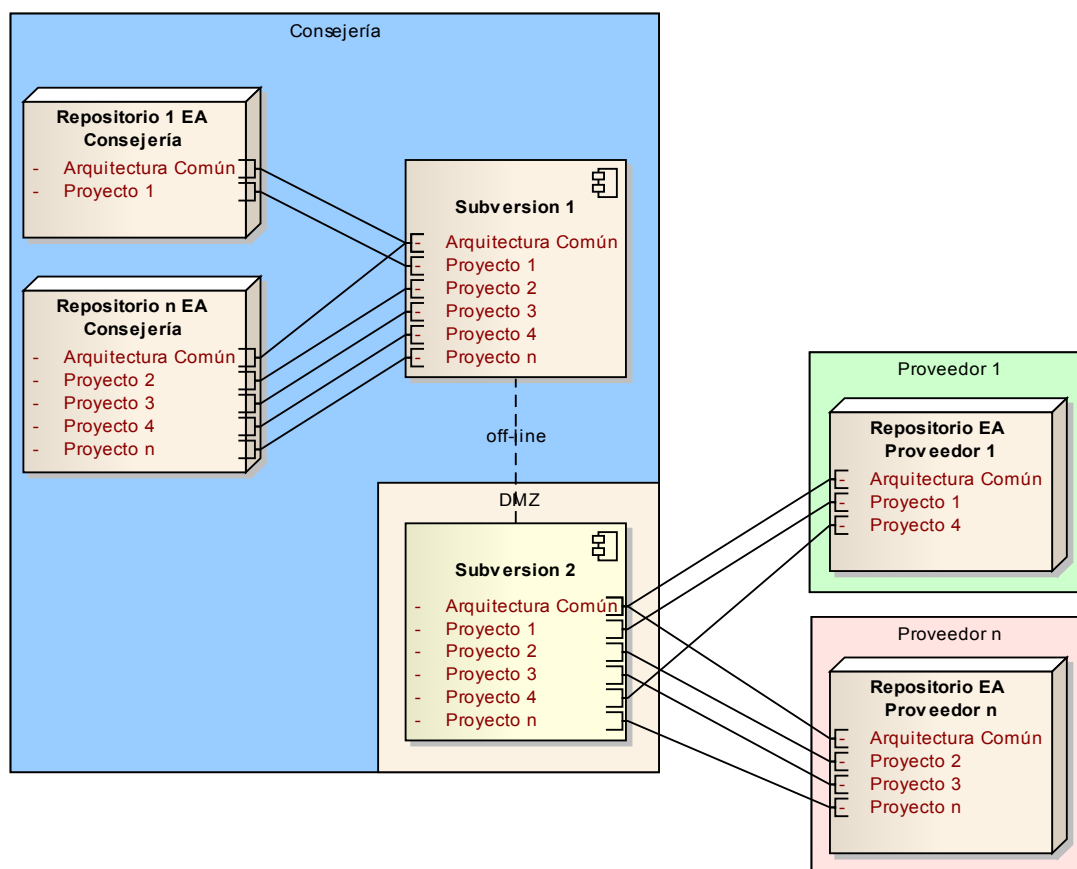 Consejería
Repositorio 1 EA
Consejería
- Arquitectura Común
- Proyecto 1
Repositorio n EA
Consejería
- Arquitectura Común
- Proyecto 2
- Proyecto 3
- Proyecto 4
- Proyecto n
Subversion 1
- Arquitectura Común
- Proyecto 1
- Proyecto 2
- Proyecto 3
- Proyecto 4
- Proyecto n
off-line
DMZ
Subversion 2
- Arquitectura Común
- Proyecto 1
- Proyecto 2
- Proyecto 3
- Proyecto 4
- Proyecto n
Proveedor 1
Repositorio EA
Proveedor 1
- Arquitectura Común
- Proyecto 1
- Proyecto 4
Proveedor n
Repositorio EA
Proveedor n
- Arquitectura Común
- Proyecto 2
- Proyecto 3
- Proyecto n